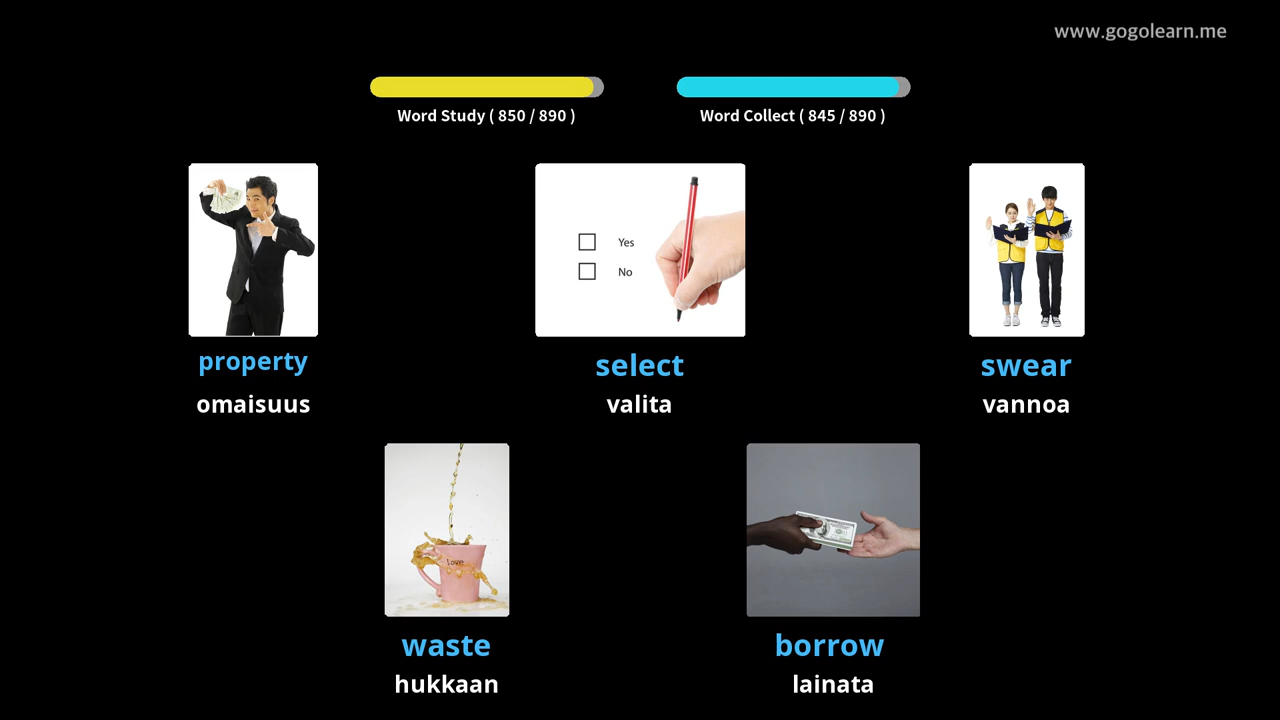 www.gogolearn.me
Word Study ( 850 / 890 )
Word Collect ( 845 / 890 )
Yes
No
property
omaisuus
select
valita
swear
vannoa
love
waste
hukkaan
borrow
lainata